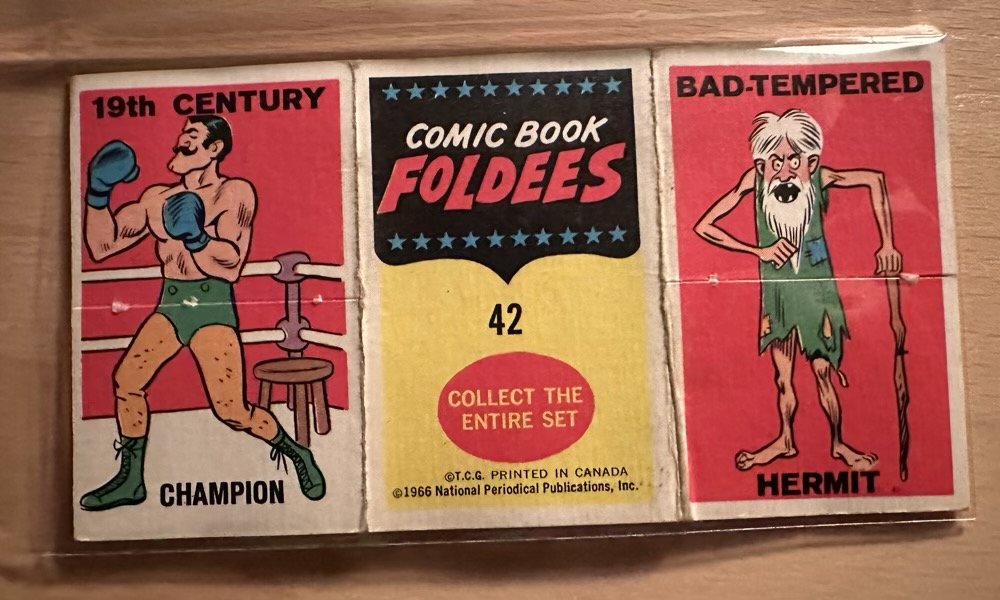 19th CENTURY
CHAMPION
COMIC BOOK
FOLDEES
42
COLLECT THE
ENTIRE SET
©T.C.G. PRINTED IN CANADA
©1966 National Periodical Publications, Inc.
BAD-TEMPERED
HERMIT